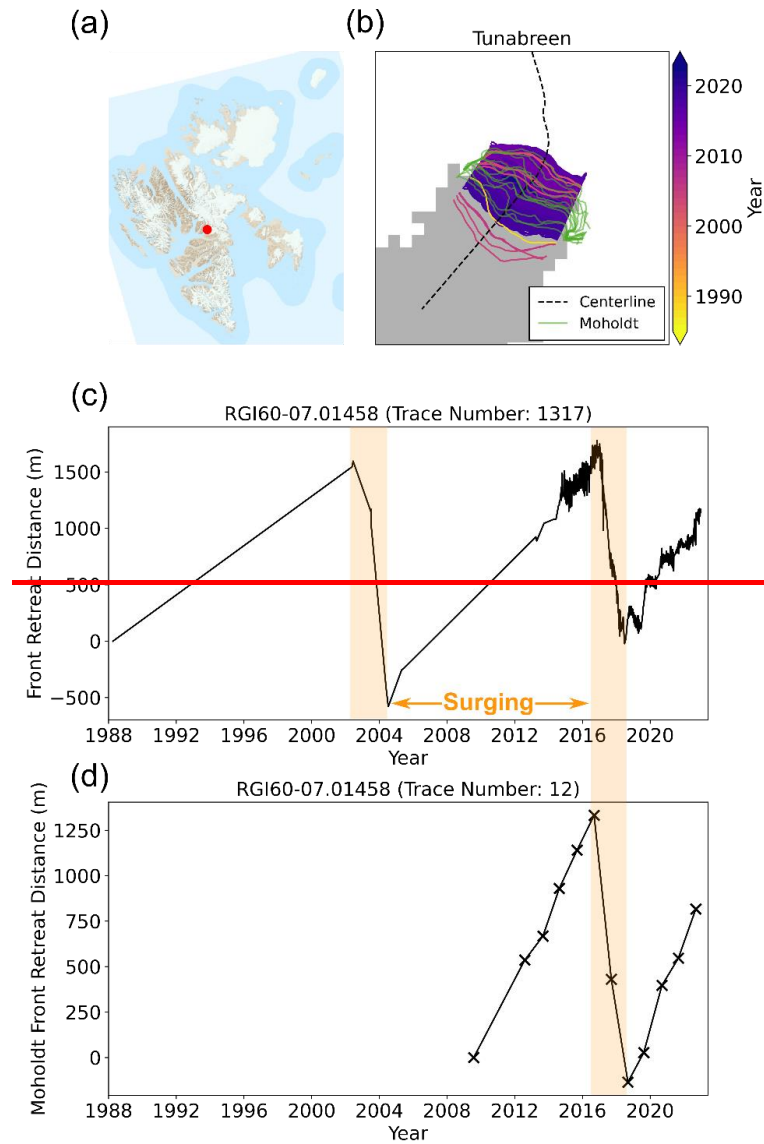 (a)
(b)
Tunabreen
2020
2010
2000
1990
Year
Centerline
Moholdt
(c)
RGI60-07.01458 (Trace Number: 1317)
Front Retreat Distance (m)
1500
1000
500
0
−500
Surging
1988 1992 1996 2000 2004 2008 2012 2016 2020
Year
(d)
RGI60-07.01458 (Trace Number: 12)
Moholdt Front Retreat Distance (m)
1250
1000
750
500
250
0
1988 1992 1996 2000 2004 2008 2012 2016 2020
Year